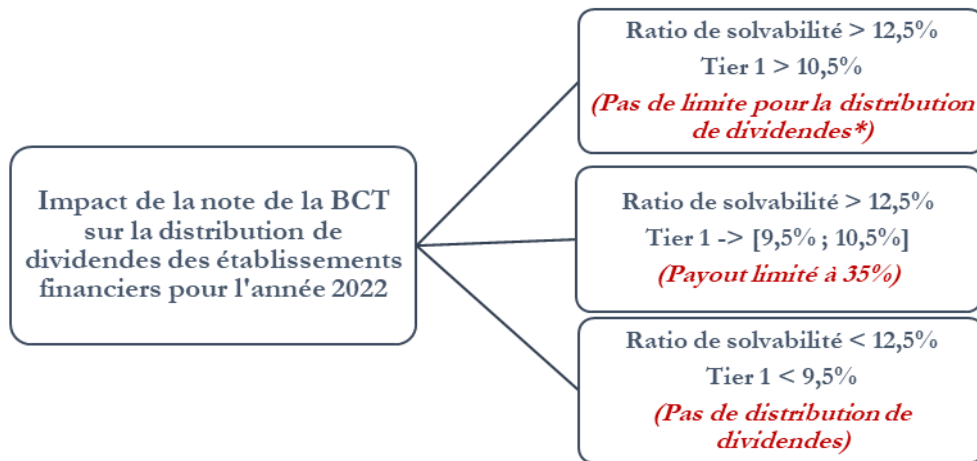 Impact de la note de la BCT
sur la distribution de
dividendes des établissements
financiers pour l'année 2022
Ratio de solvabilité > 12,5%
Tier 1 > 10,5%
(Pas de limite pour la distribution
de dividendes*)
Ratio de solvabilité > 12,5%
Tier 1 -> [9,5% ; 10,5%]
(Payout limité à 35%)
Ratio de solvabilité < 12,5%
Tier 1 < 9,5%
(Pas de distribution de
dividendes)